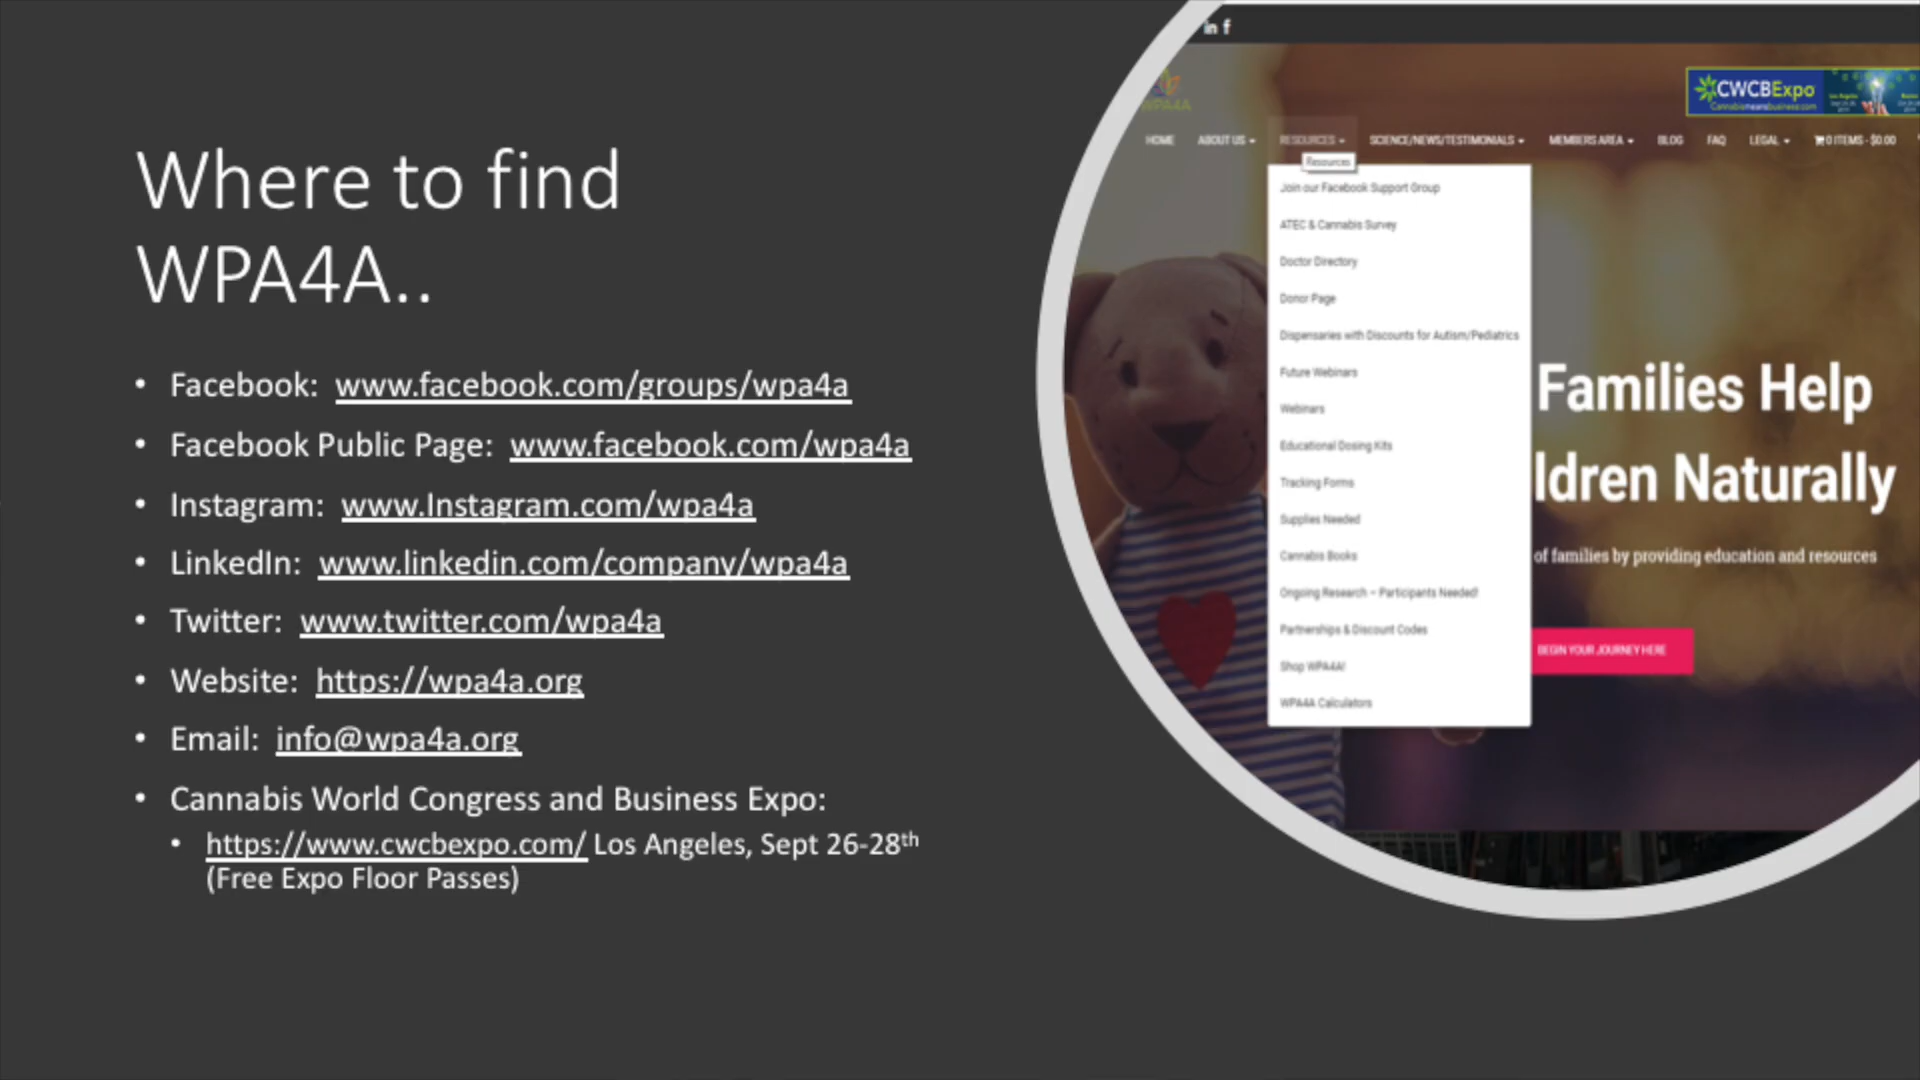 Where to find
WPA4A..
• Facebook: www.facebook.com/groups/wpa4a
• Facebook Public Page: www.facebook.com/wpa4a
• Instagram: www.Instagram.com/wpa4a
• LinkedIn: www.linkedin.com/company/wpa4a
• Twitter: www.twitter.com/wpa4a
• Website: https://wpa4a.org
• Email: info@wpa4a.org
• Cannabis World Congress and Business Expo:
• https://www.cwcbexpo.com/ Los Angeles, Sept 26-28th
(Free Expo Floor Passes)
in f
WPA4A
CWCBExpo
Cannabismeansbusiness.com
HOME ABOUT US RESOURCES SCIENCE/NEWS/TESTIMONIALS MEMBERS AREA BLOG FAQ LEGAL 0 ITEMS - $0.00
Resources
Join our Facebook Support Group
ATEC & Cannabis Survey
Doctor Directory
Donor Page
Dispensaries with Discounts for Autism/Pediatrics
Future Webinars
Webinars
Educational Dosing Kits
Tracking Forms
Supplies Needed
Cannabis Books
Ongoing Research – Participants Needed!
Partnerships & Discount Codes
Shop WPA4A!
WPA4A Calculators
Families Help
ldren Naturally
of families by providing education and resources
BEGIN YOUR JOURNEY HERE